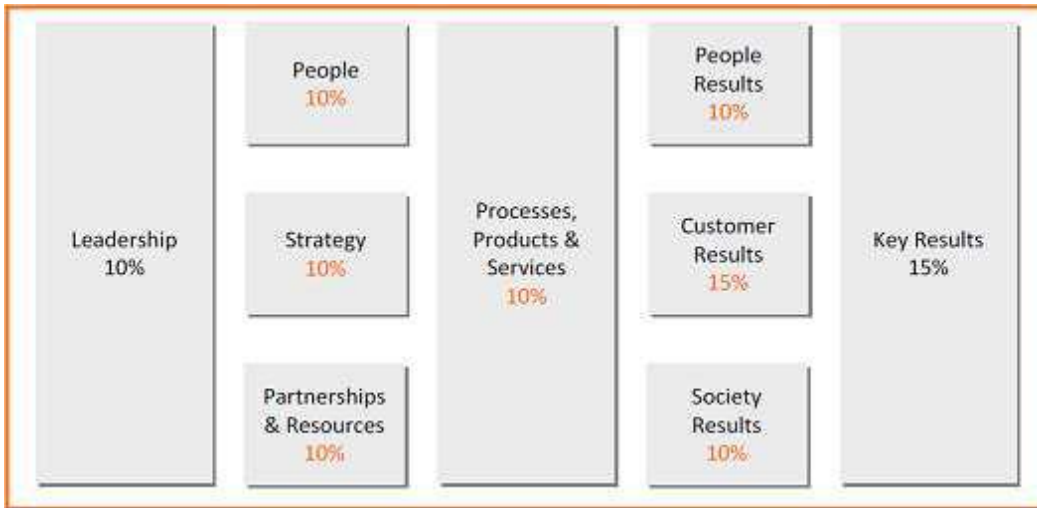 Leadership
10%
People
10%
Strategy
10%
Partnerships
& Resources
10%
Processes,
Products &
Services
10%
People
Results
10%
Customer
Results
15%
Society
Results
10%
Key Results
15%